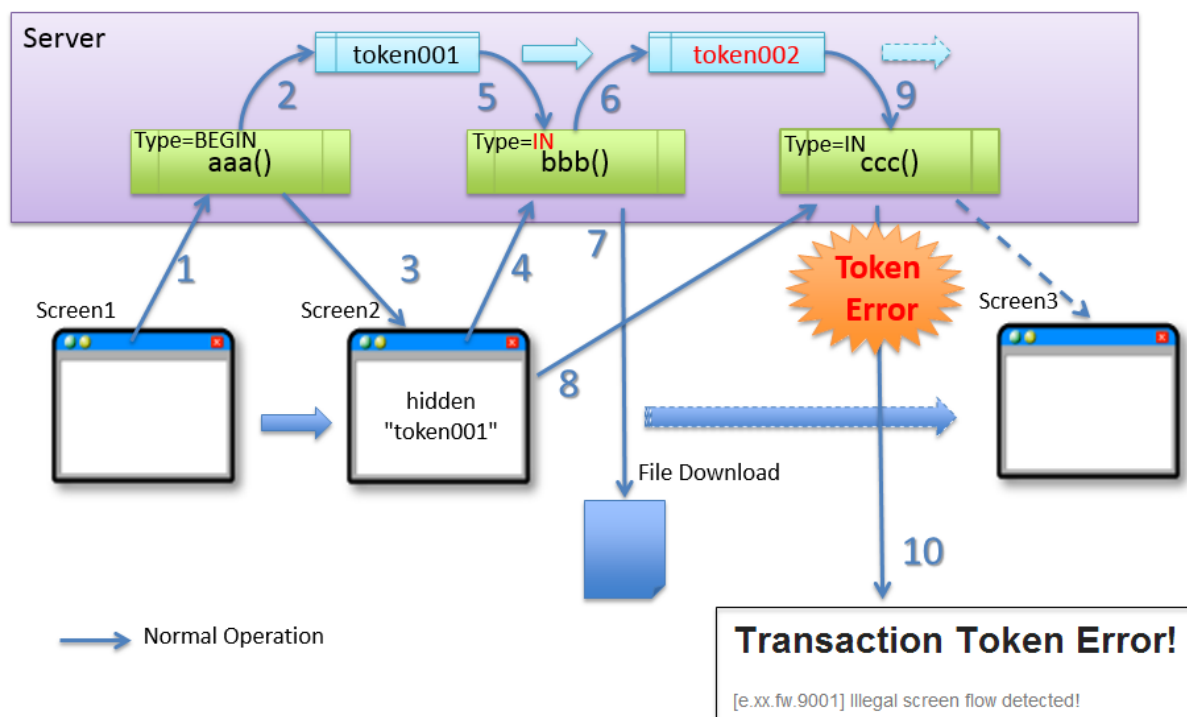 Server
token001
token002
2
5
6
9
Type=BEGIN
aaa()
Type=IN
bbb()
Type=IN
ccc()
1
3
4
7
8
Token
Error
Screen1
Screen2
Screen3
hidden
"token001"
File Download
10
Normal Operation
Transaction Token Error!
[e.xx.fw.9001] Illegal screen flow detected!